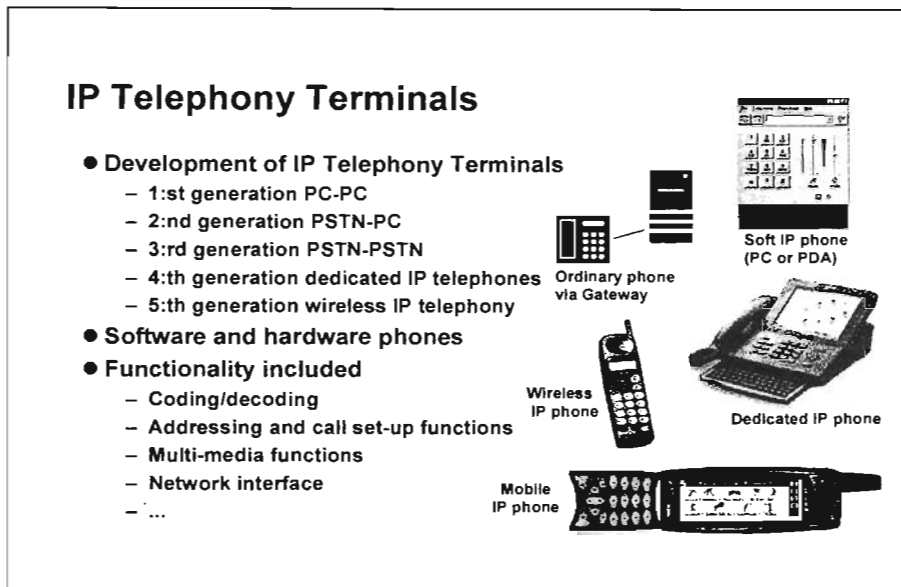 IP Telephony Terminals
● Development of IP Telephony Terminals
– 1:st generation PC-PC
– 2:nd generation PSTN-PC
– 3:rd generation PSTN-PSTN
– 4:th generation dedicated IP telephones
– 5:th generation wireless IP telephony
● Software and hardware phones
● Functionality included
– Coding/decoding
– Addressing and call set-up functions
– Multi-media functions
– Network interface
– ...
Ordinary phone
via Gateway
Soft IP phone
(PC or PDA)
Wireless
IP phone
Dedicated IP phone
Mobile
IP phone